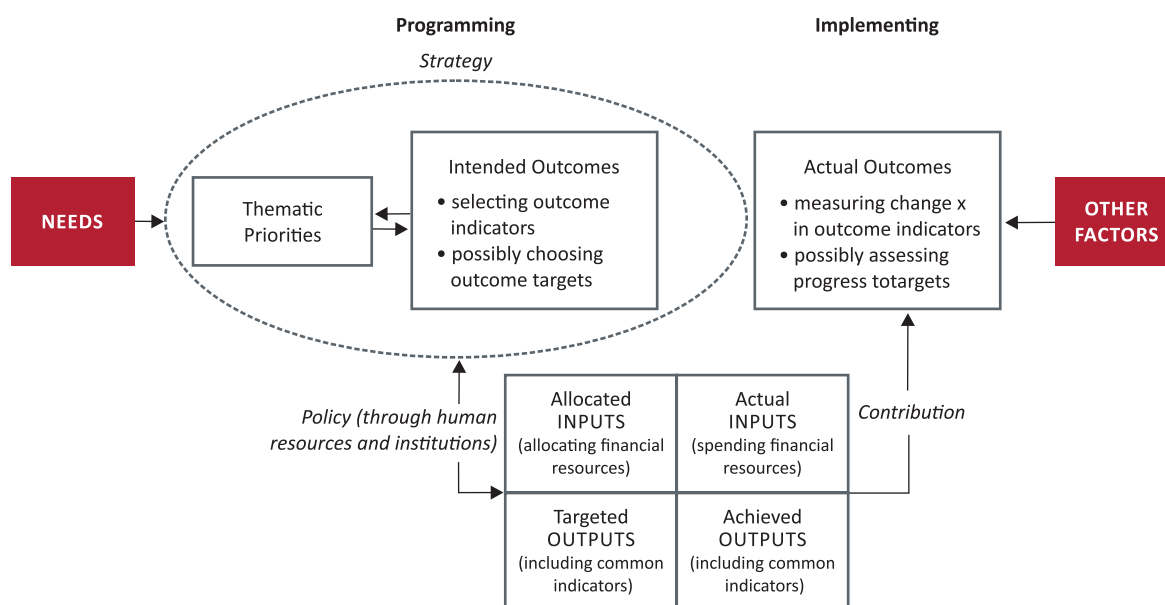 Programming
Implementing
Strategy
NEEDS
Thematic
Priorities
Intended Outcomes
• selecting outcome
indicators
• possibly choosing
outcome targets
Actual Outcomes
• measuring change x
in outcome indicators
• possibly assessing
progress totargets
OTHER
FACTORS
Policy (through human
resources and institutions)
Allocated
INPUTS
(allocating financial
resources)
Actual
INPUTS
(spending financial
resources)
Contribution
Targeted
OUTPUTS
(including common
indicators)
Achieved
OUTPUTS
(including common
indicators)